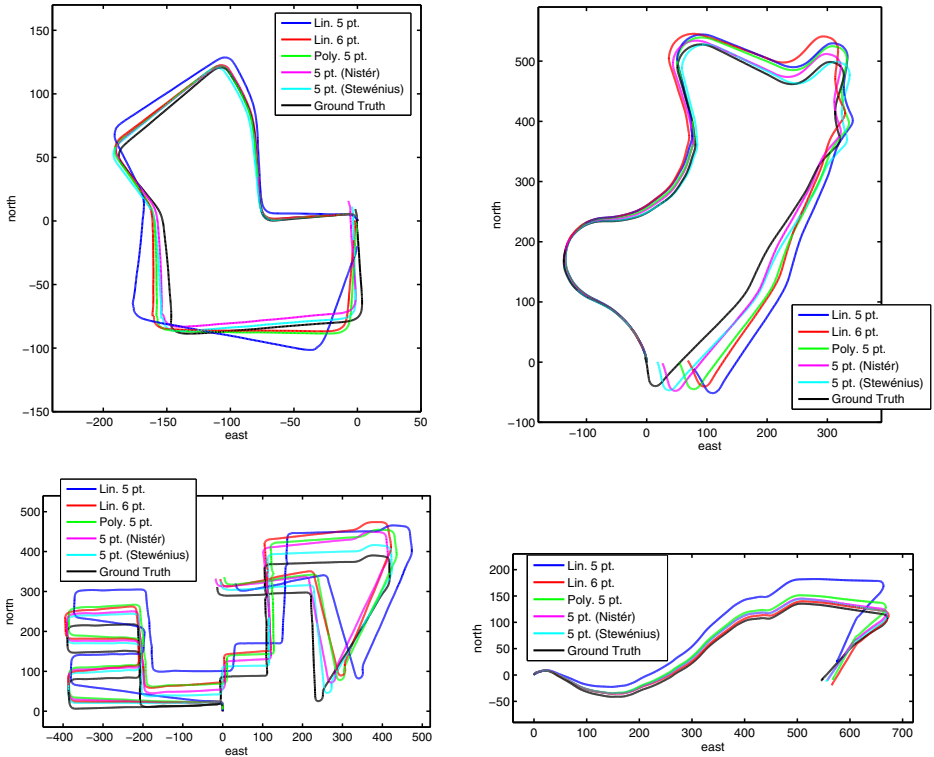 150
100
50
0
−50
−100
−150
−200
−150
−100
−50
0
50
north
east
Lin. 5 pt.
Lin. 6 pt.
Poly. 5 pt.
5 pt. (Nistér)
5 pt. (Stewénius)
Ground Truth
500
400
300
200
100
0
−100
−100
0
100
200
300
north
east
Lin. 5 pt.
Lin. 6 pt.
Poly. 5 pt.
5 pt. (Nistér)
5 pt. (Stewénius)
Ground Truth
500
400
300
200
100
0
−400
−300
−200
−100
0
100
200
300
400
500
north
east
Lin. 5 pt.
Lin. 6 pt.
Poly. 5 pt.
5 pt. (Nistér)
5 pt. (Stewénius)
Ground Truth
200
150
100
50
0
−50
0
100
200
300
400
500
600
700
north
east
Lin. 5 pt.
Lin. 6 pt.
Poly. 5 pt.
5 pt. (Nistér)
5 pt. (Stewénius)
Ground Truth